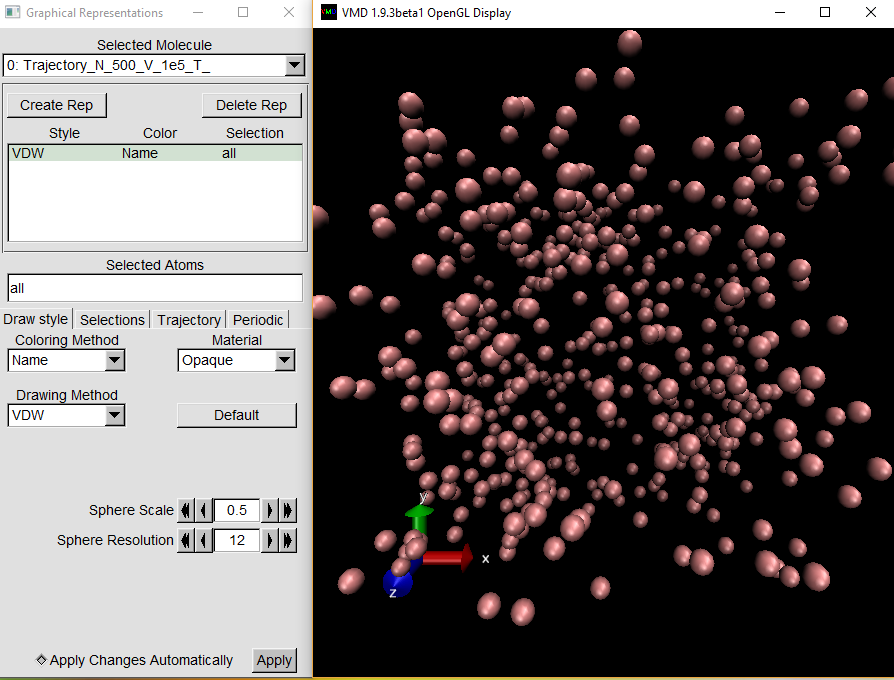 Graphical Representations
Selected Molecule
0: Trajectory_N_500_V_1e5_T_
Create Rep
Delete Rep
Style Color Selection
VDW Name all
Selected Atoms
all
Draw style Selections Trajectory Periodic
Coloring Method Material
Name Opaque
Drawing Method
VDW Default
Sphere Scale 0.5
Sphere Resolution 12
Apply Changes Automatically Apply
VMD VMD 1.9.3beta1 OpenGL Display
y
x
z